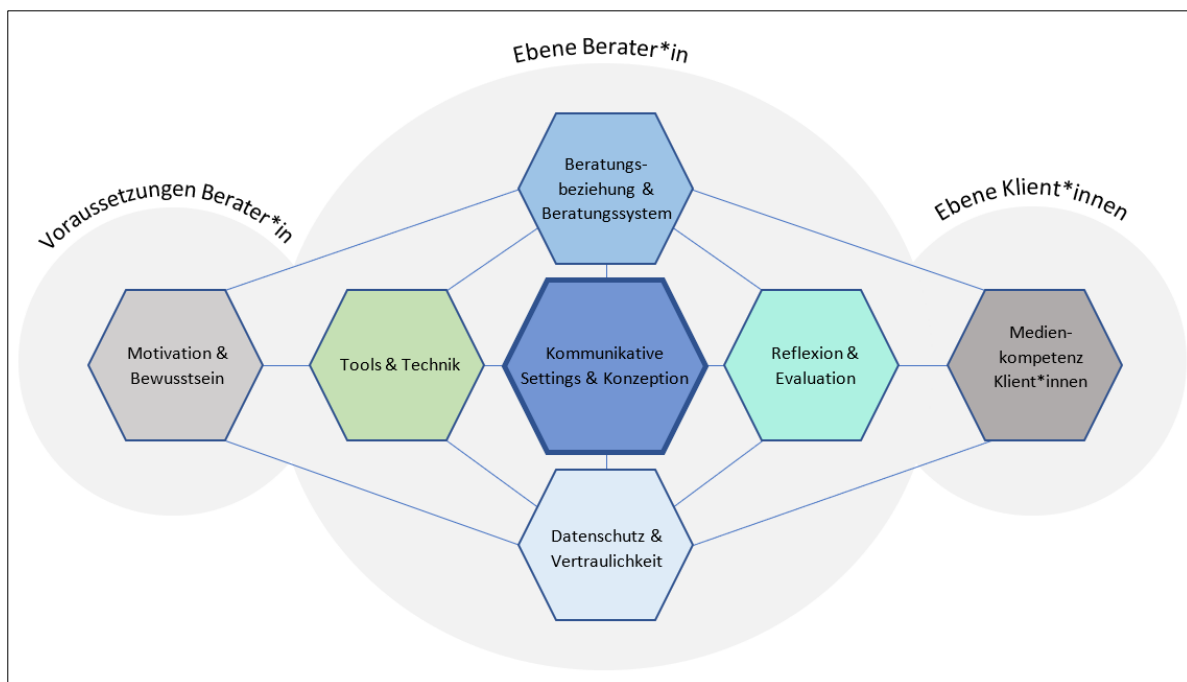 Ebene Berater*in
Voraussetzungen Berater*in
Ebene Klient*innen
Beratungs-
beziehung &
Beratungssystem
Motivation &
Bewusstsein
Tools & Technik
Kommunikative
Settings & Konzeption
Reflexion &
Evaluation
Medien-
kompetenz
Klient*innen
Datenschutz &
Vertraulichkeit